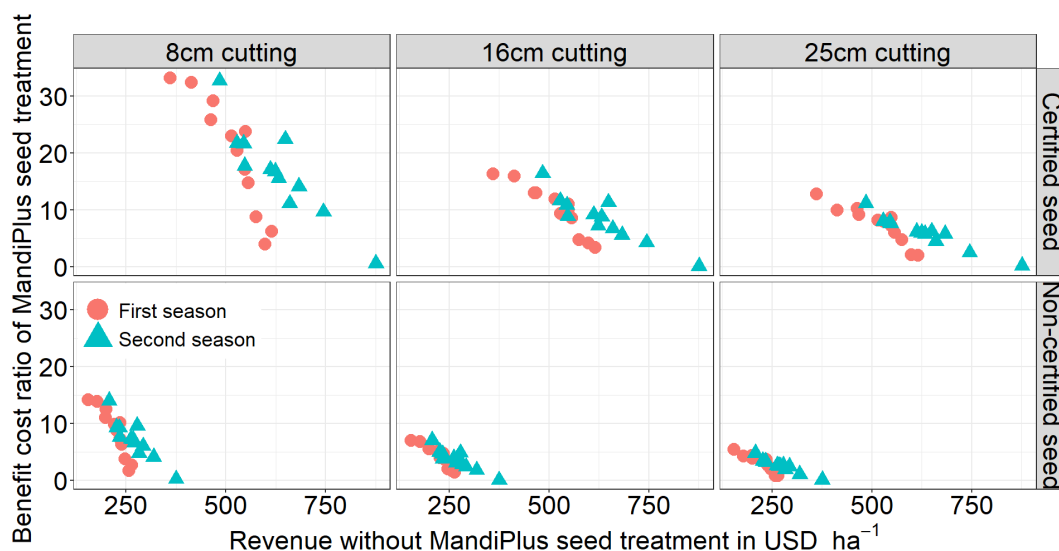 Benefit cost ratio of MandiPlus seed treatment
8cm cutting
16cm cutting
25cm cutting
30
20
10
0
Certified seed
First season
Second season
30
20
10
0
Non-certified seed
250
500
750
250
500
750
250
500
750
Revenue without MandiPlus seed treatment in USD ha⁻¹